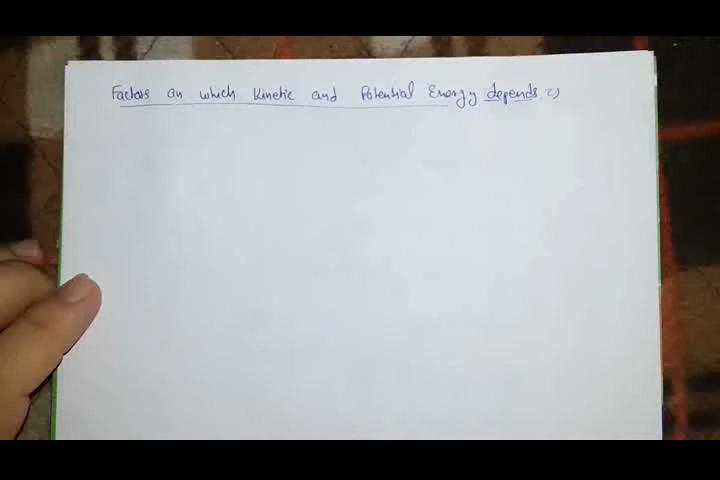 Factors on which Kinetic and Potential Energy depends :)